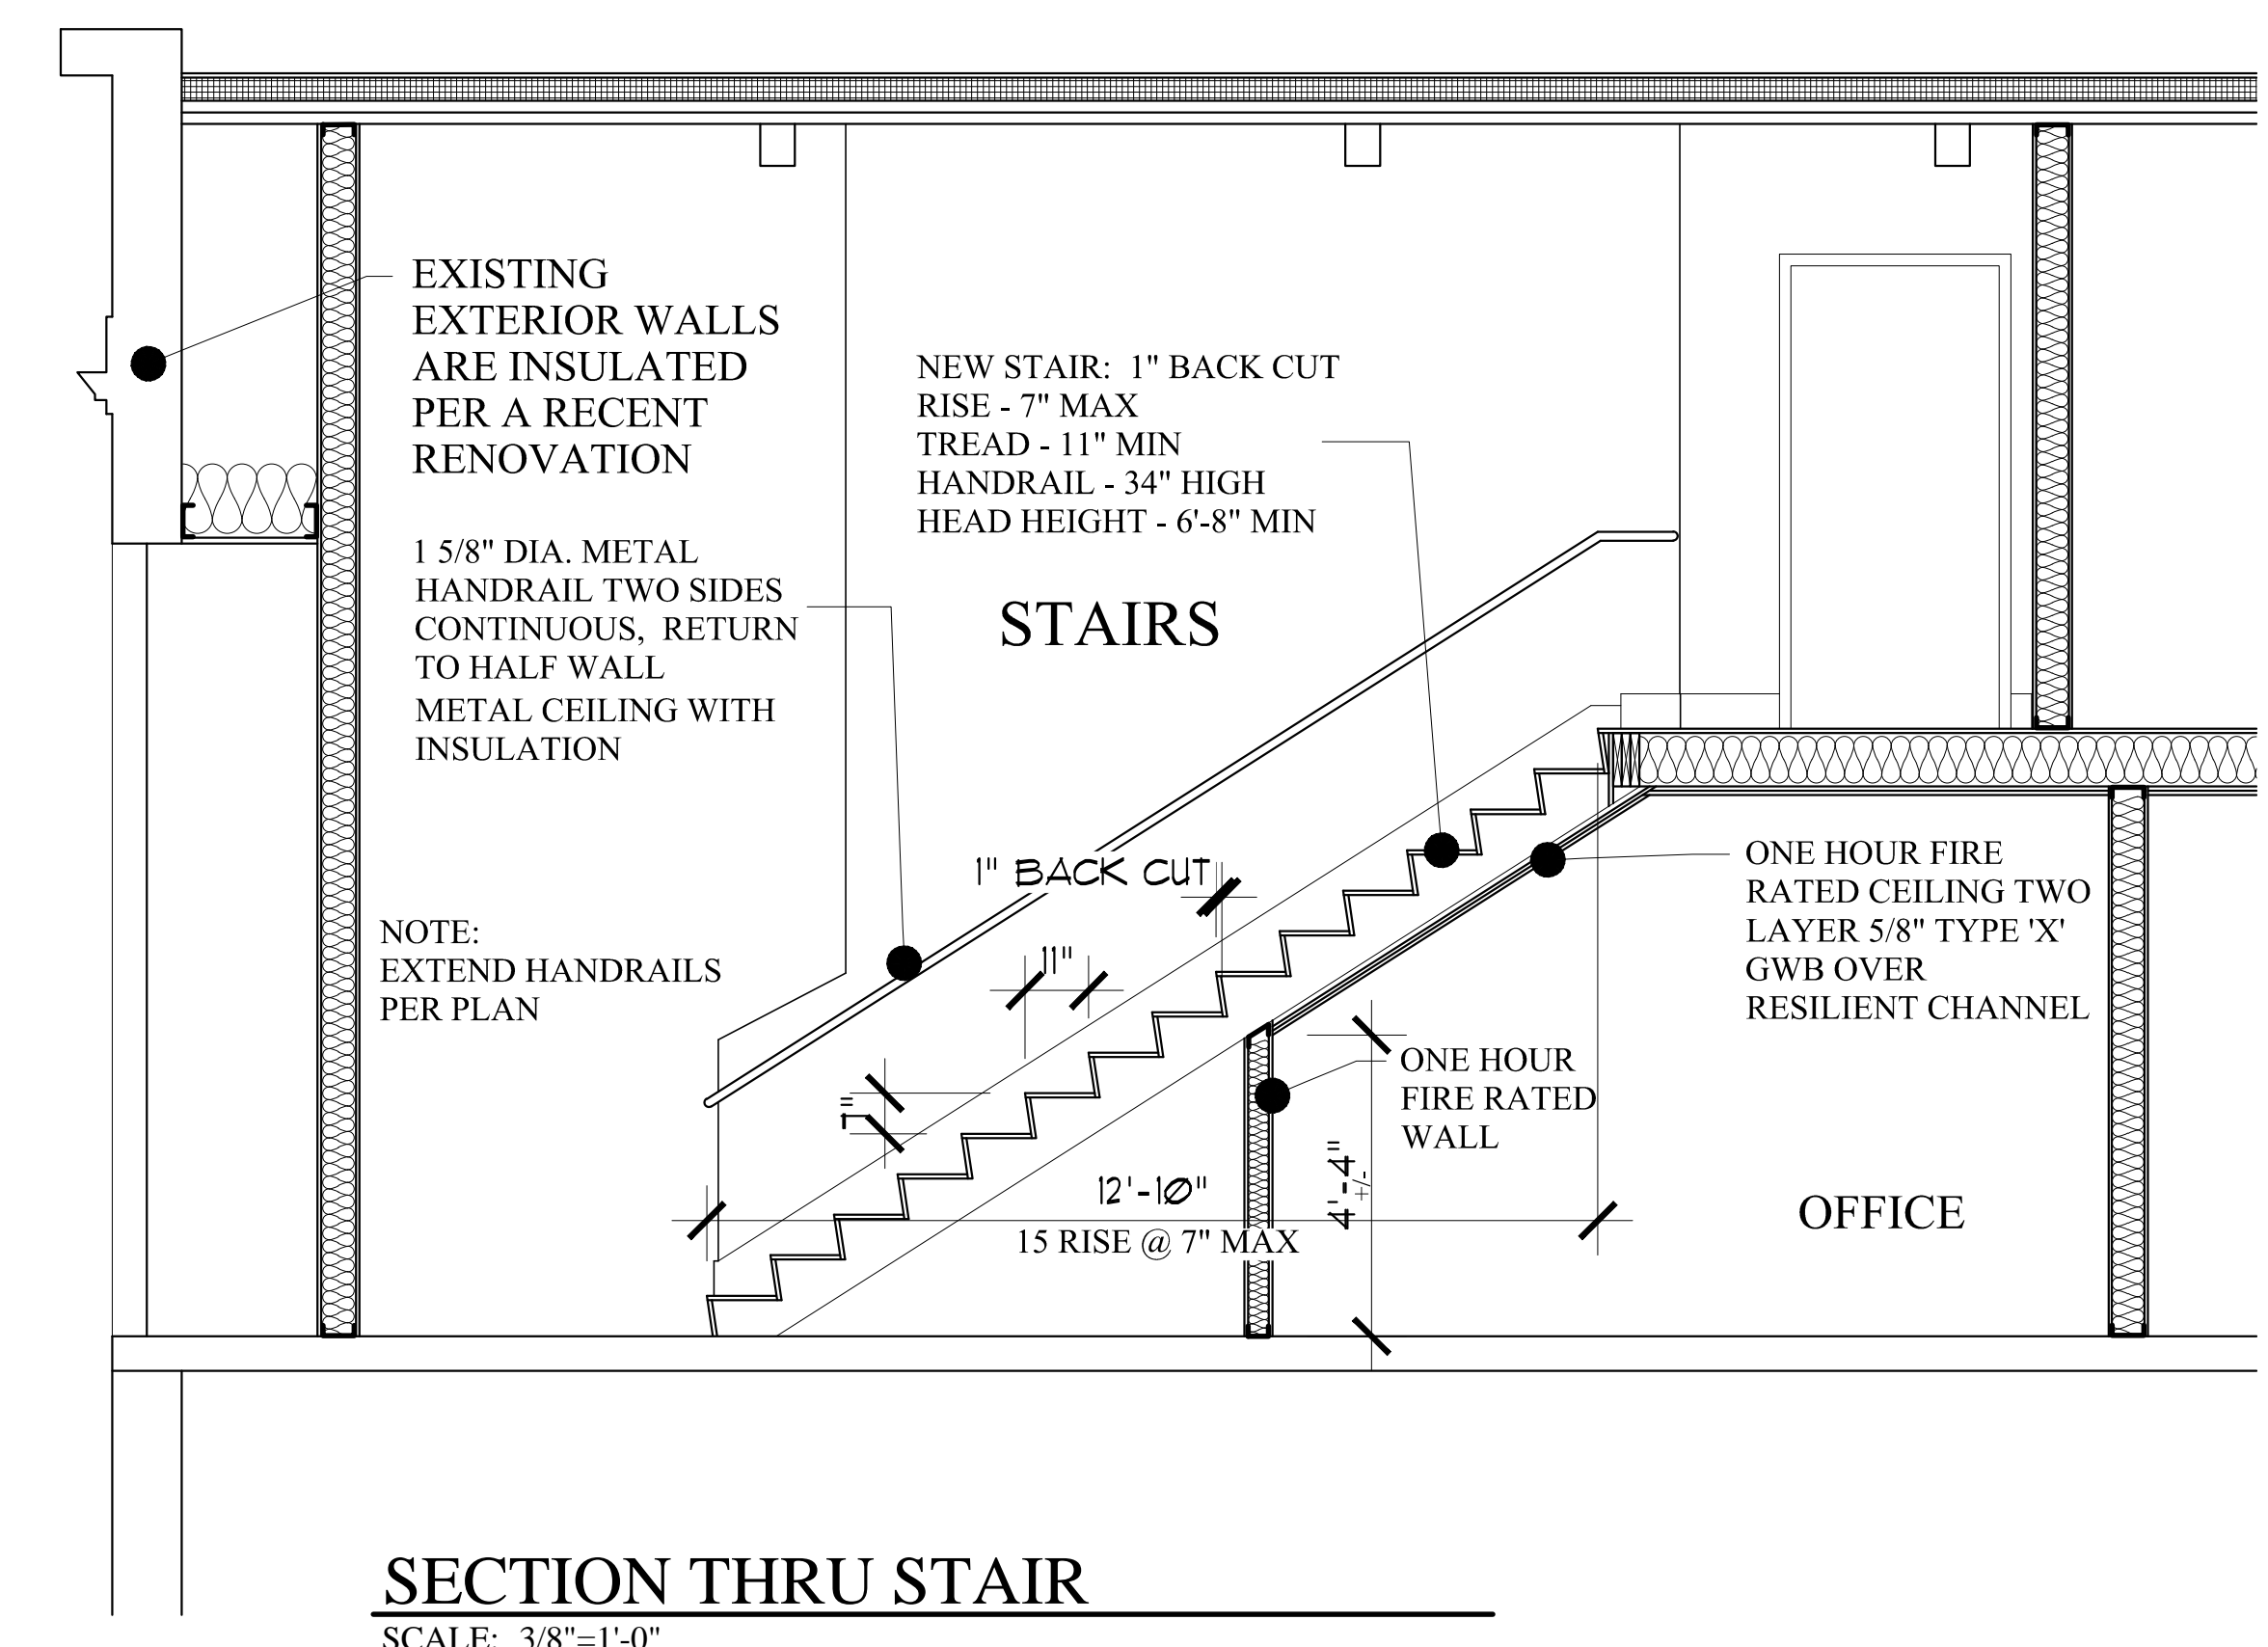 EXISTING
EXTERIOR WALLS
ARE INSULATED
PER A RECENT
RENOVATION
1 5/8" DIA. METAL
HANDRAIL TWO SIDES
CONTINUOUS, RETURN
TO HALF WALL
METAL CEILING WITH
INSULATION
NOTE:
EXTEND HANDRAILS
PER PLAN
NEW STAIR: 1" BACK CUT
RISE - 7" MAX
TREAD - 11" MIN
HANDRAIL - 34" HIGH
HEAD HEIGHT - 6'-8" MIN
STAIRS
1" BACK CUT
11"
7"
12'-10"
15 RISE @ 7" MAX
4'-4"
+/-
ONE HOUR
FIRE RATED
WALL
ONE HOUR FIRE
RATED CEILING TWO
LAYER 5/8" TYPE 'X'
GWB OVER
RESILIENT CHANNEL
OFFICE
SECTION THRU STAIR
SCALE: 3/8"=1'-0"